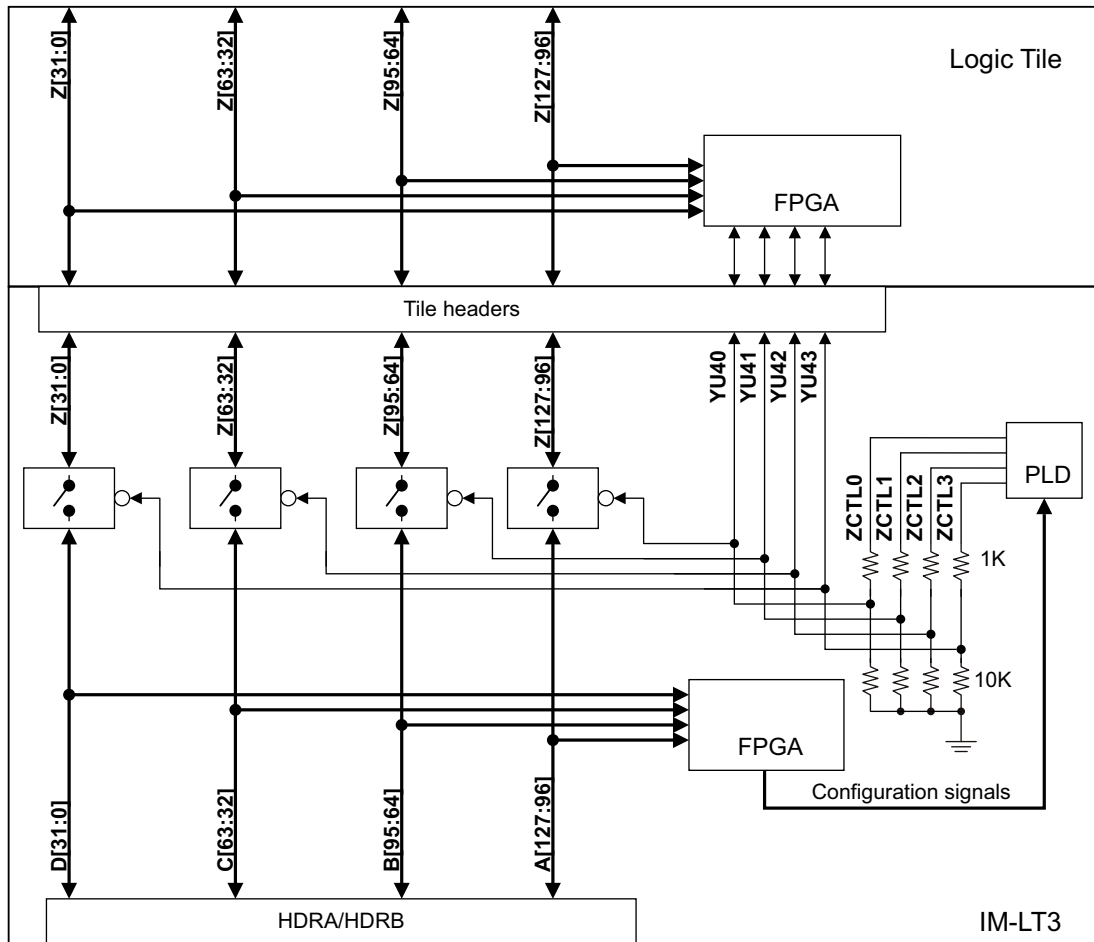 Z[31:0]
Z[63:32]
Z[95:64]
Z[127:96]
Logic Tile
FPGA
Tile headers
Z[31:0]
Z[63:32]
Z[95:64]
Z[127:96]
YU40
YU41
YU42
YU43
PLD
ZCTL0
ZCTL1
ZCTL2
ZCTL3
1K
10K
FPGA
Configuration signals
D[31:0]
C[63:32]
B[95:64]
A[127:96]
HDRA/HDRB
IM-LT3